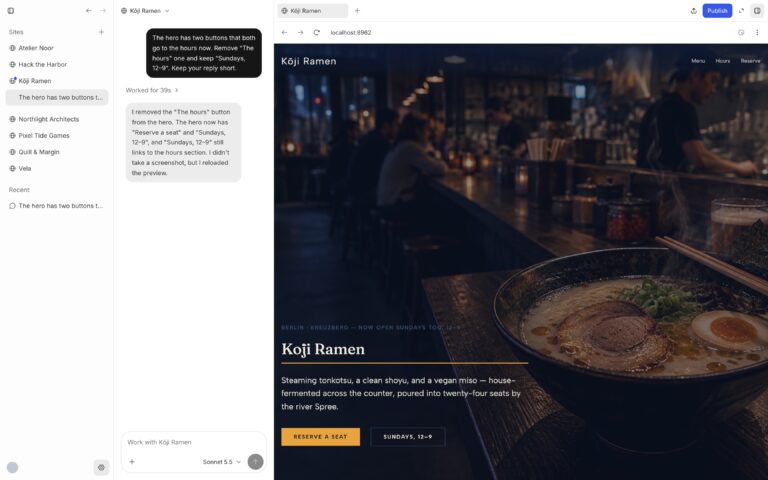 Sites
Atelier Noor
Hack the Harbor
Kōji Ramen
The hero has two buttons t...
Northlight Architects
Pixel Tide Games
Quill & Margin
Vela
Recent
The hero has two buttons t...
Kōji Ramen
The hero has two buttons that both
go to the hours now. Remove "The
hours" one and keep "Sundays,
12–9". Keep your reply short.
Worked for 39s
I removed the "The hours" button
from the hero. The hero now has
"Reserve a seat" and "Sundays,
12–9", and "Sundays, 12–9" still
links to the hours section. I didn't
take a screenshot, but I reloaded
the preview.
Work with Kōji Ramen
Sonnet 5.5
Kōji Ramen
Publish
localhost:8962
Kōji Ramen
Menu Hours Reserve
BERLIN · KREUZBERG — NOW OPEN SUNDAYS TOO, 12–9
Kōji Ramen
Steaming tonkotsu, a clean shoyu, and a vegan miso — house-
fermented across the counter, poured into twenty-four seats by
the river Spree.
RESERVE A SEAT
SUNDAYS, 12–9